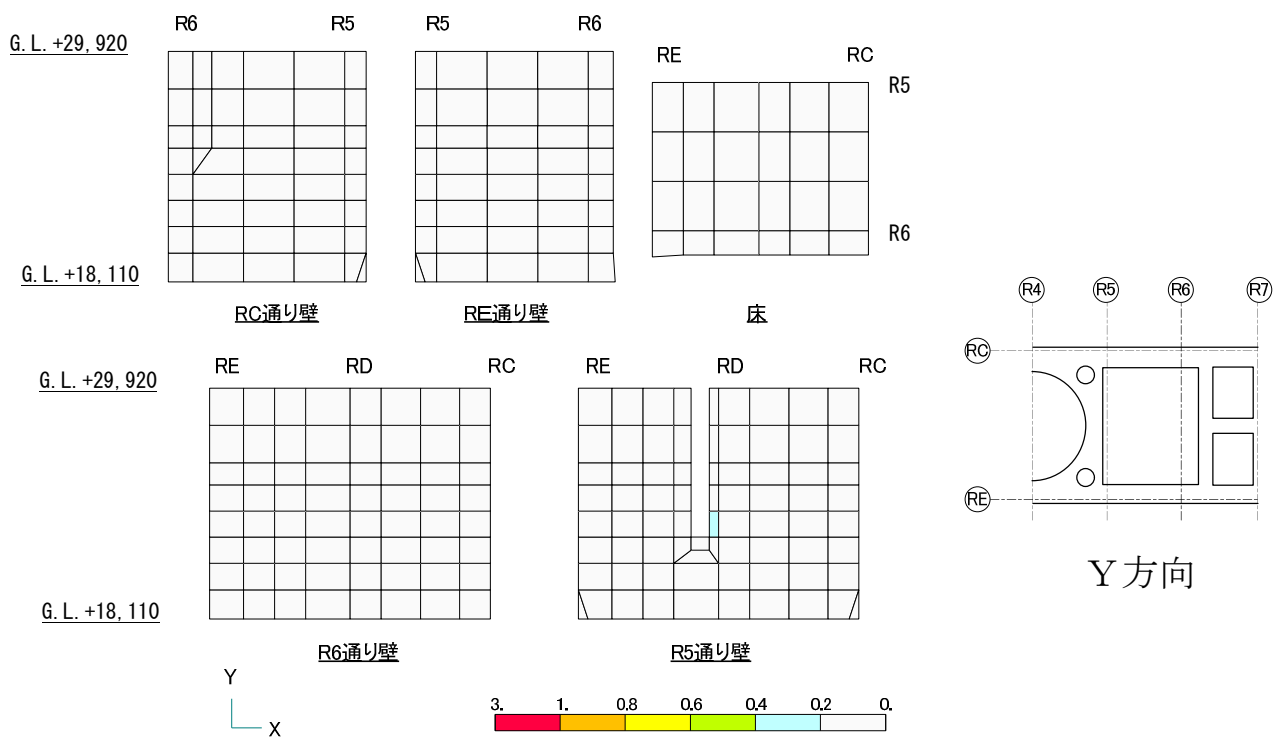 R6 R5
R5 R6
G.L.+29,920
RE RC
R5
R6
G.L.+18,110
RC通り壁
RE通り壁
床
R4 R5 R6 R7
RC
RE
Y方向
RE RD RC
RE RD RC
G.L.+29,920
G.L.+18,110
R6通り壁
R5通り壁
Y
X
3. 1. 0.8 0.6 0.4 0.2 0.